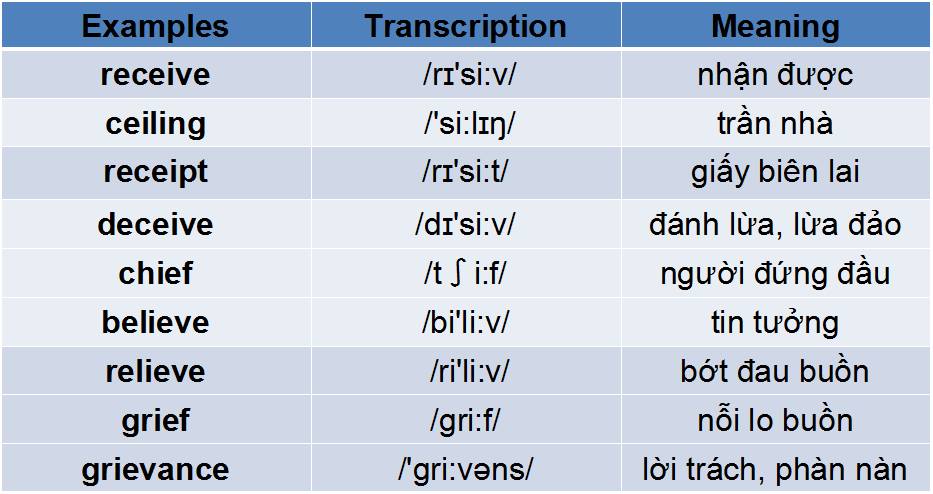 Examples Transcription Meaning
receive /rɪ'si:v/ nhận được
ceiling /'si:lɪŋ/ trần nhà
receipt /rɪ'si:t/ giấy biên lai
deceive /dɪ'si:v/ đánh lừa, lừa đảo
chief /t ʃ i:f/ người đứng đầu
believe /bi'li:v/ tin tưởng
relieve /ri'li:v/ bớt đau buồn
grief /gri:f/ nỗi lo buồn
grievance /'gri:vəns/ lời trách, phàn nàn